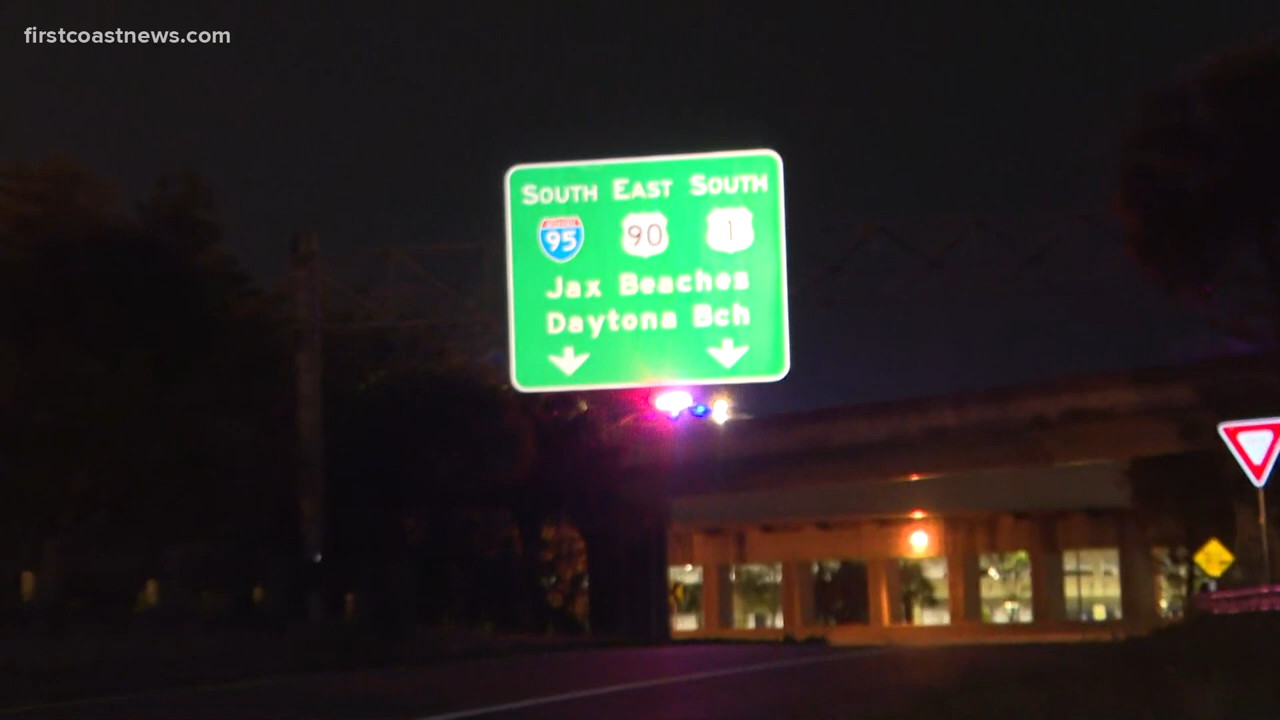 firstcoastnews.com
SOUTH EAST SOUTH
95 90 1
Jax Beaches
Daytona Bch